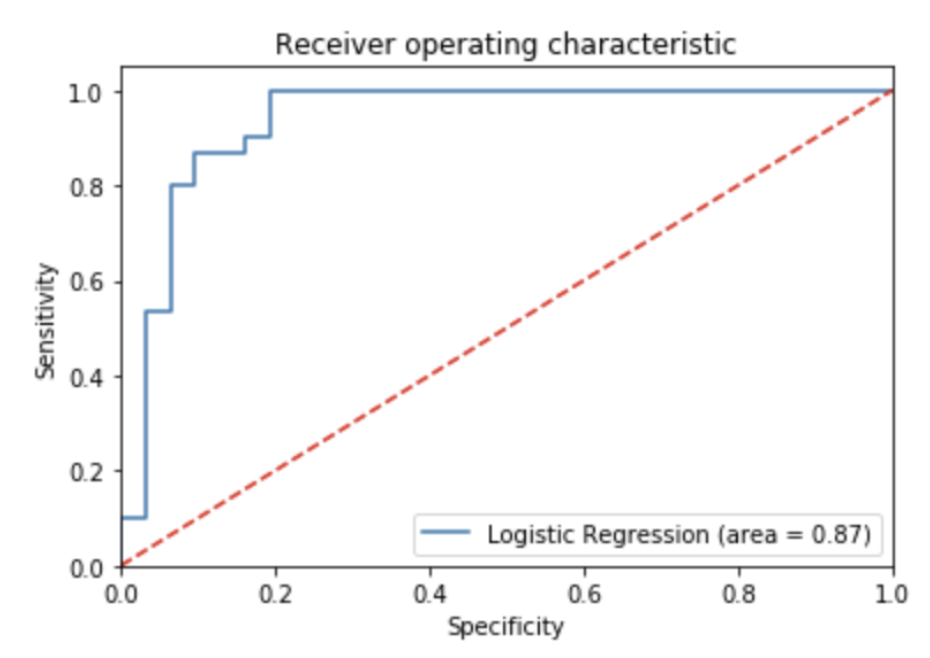 Receiver operating characteristic
1.0
0.8
0.6
0.4
0.2
0.0
Sensitivity
Logistic Regression (area = 0.87)
0.0 0.2 0.4 0.6 0.8 1.0
Specificity